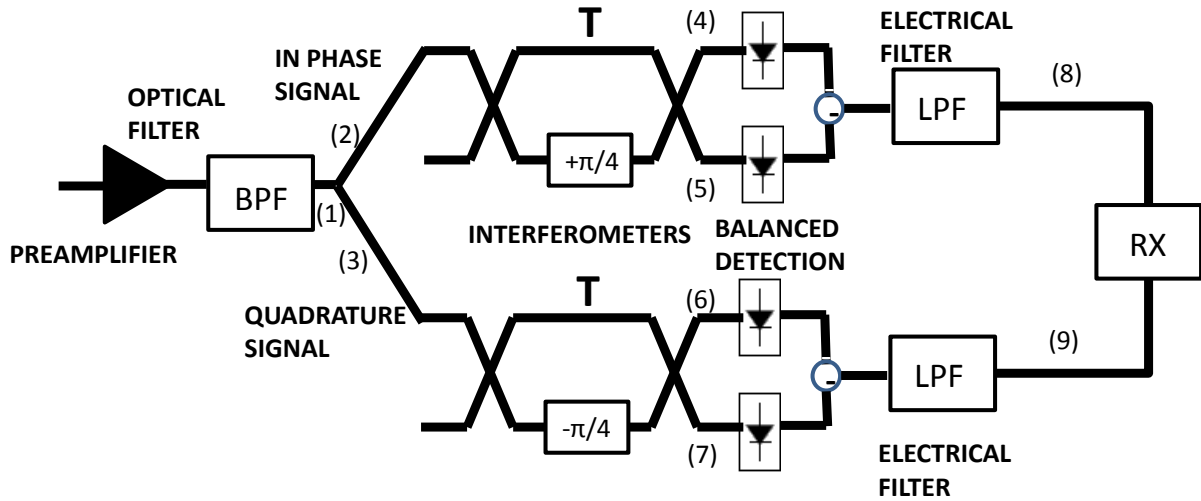 T
(4)
ELECTRICAL
FILTER
(8)
IN PHASE
SIGNAL
OPTICAL
FILTER
(2)
LPF
-
+π/4
(5)
BPF
(1)
PREAMPLIFIER
(3)
INTERFEROMETERS
BALANCED
DETECTION
RX
T
(6)
QUADRATURE
SIGNAL
(9)
LPF
-
-π/4
(7)
ELECTRICAL
FILTER